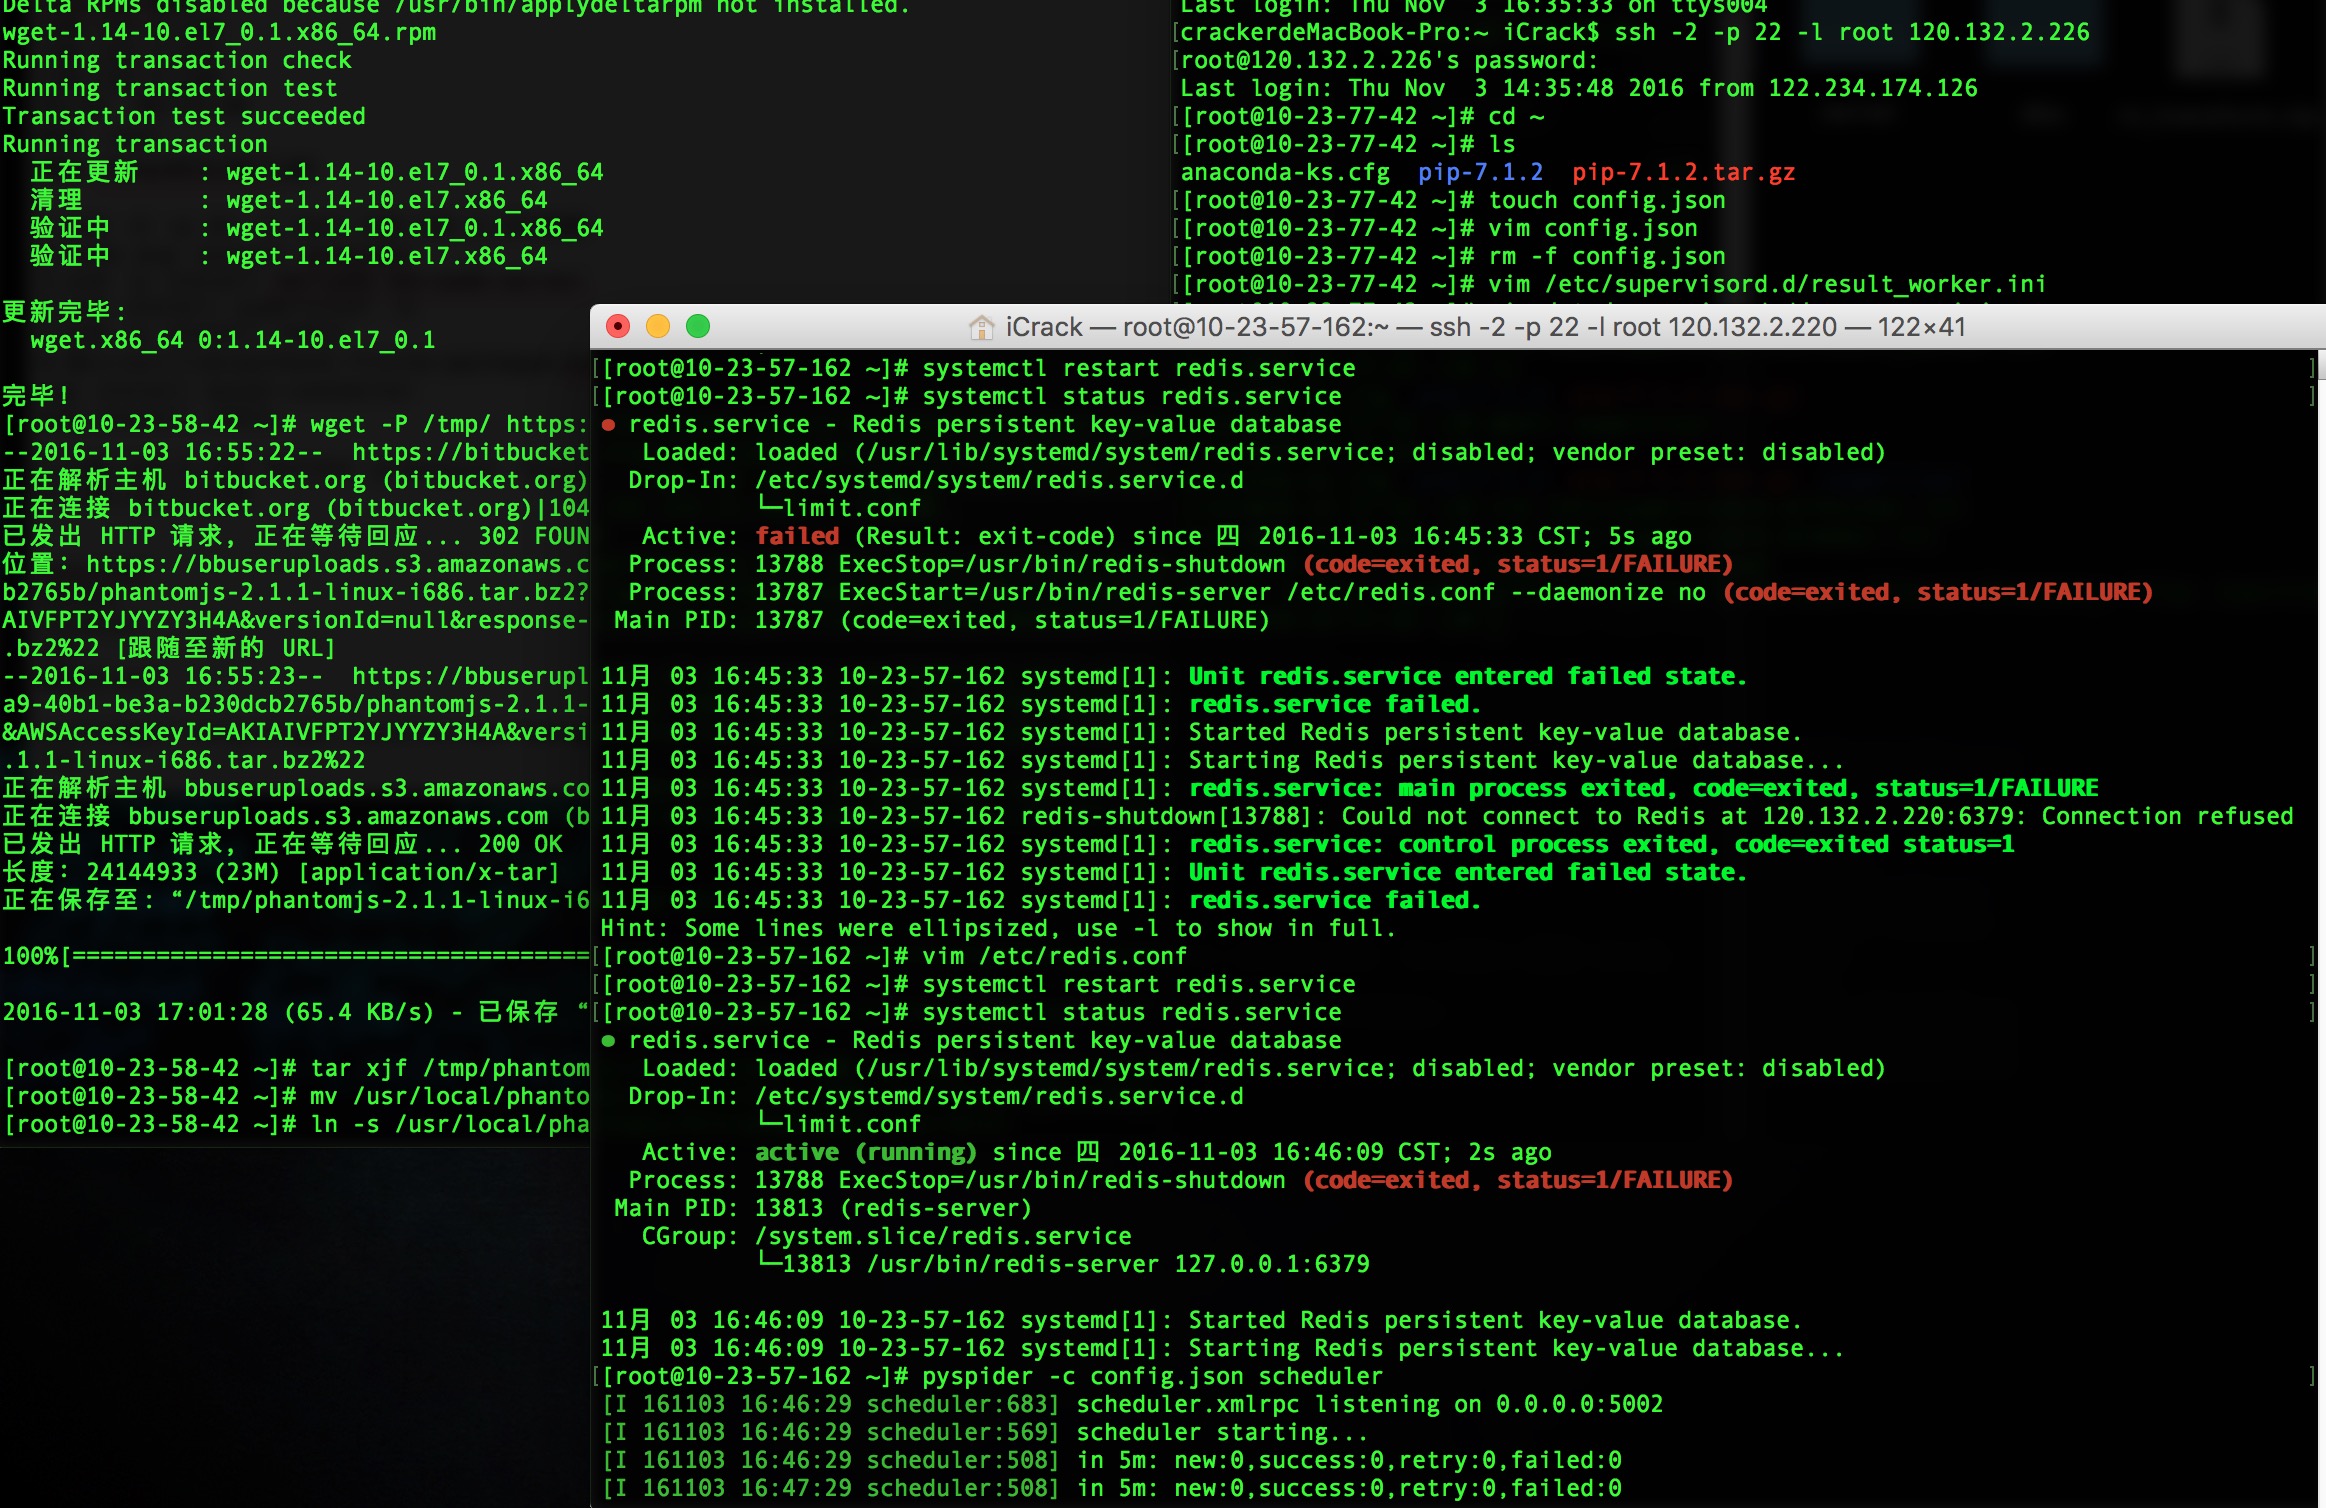 Delta RPMs disabled because /usr/bin/applydeltarpm not installed.
wget-1.14-10.el7_0.1.x86_64.rpm
Running transaction check
Running transaction test
Transaction test succeeded
Running transaction
正在更新    : wget-1.14-10.el7_0.1.x86_64
清理        : wget-1.14-10.el7.x86_64
验证中      : wget-1.14-10.el7_0.1.x86_64
验证中      : wget-1.14-10.el7.x86_64
更新完毕:
wget.x86_64 0:1.14-10.el7_0.1
完毕!
[root@10-23-58-42 ~]# wget -P /tmp/ https:
--2016-11-03 16:55:22--  https://bitbucket
正在解析主机 bitbucket.org (bitbucket.org)
正在连接 bitbucket.org (bitbucket.org)|104
已发出 HTTP 请求, 正在等待回应... 302 FOUN
位置: https://bbuseruploads.s3.amazonaws.c
b2765b/phantomjs-2.1.1-linux-i686.tar.bz2?
AIVFPT2YJYYZY3H4A&versionId=null&response-
.bz2%22 [跟随至新的 URL]
--2016-11-03 16:55:23--  https://bbuserupl
a9-40b1-be3a-b230dcb2765b/phantomjs-2.1.1-
&AWSAccessKeyId=AKIAIVFPT2YJYYZY3H4A&versi
.1.1-linux-i686.tar.bz2%22
正在解析主机 bbuseruploads.s3.amazonaws.co
正在连接 bbuseruploads.s3.amazonaws.com (b
已发出 HTTP 请求, 正在等待回应... 200 OK
长度: 24144933 (23M) [application/x-tar]
正在保存至: “/tmp/phantomjs-2.1.1-linux-i6
100%[=====================================
2016-11-03 17:01:28 (65.4 KB/s) - 已保存 “
[root@10-23-58-42 ~]# tar xjf /tmp/phantom
[root@10-23-58-42 ~]# mv /usr/local/phanto
[root@10-23-58-42 ~]# ln -s /usr/local/pha
Last login: Thu Nov  3 16:35:33 on ttys004
[crackerdeMacBook-Pro:~ iCrack$ ssh -2 -p 22 -l root 120.132.2.226
[root@120.132.2.226's password:
Last login: Thu Nov  3 14:35:48 2016 from 122.234.174.126
[[root@10-23-77-42 ~]# cd ~
[[root@10-23-77-42 ~]# ls
anaconda-ks.cfg  pip-7.1.2  pip-7.1.2.tar.gz
[[root@10-23-77-42 ~]# touch config.json
[[root@10-23-77-42 ~]# vim config.json
[[root@10-23-77-42 ~]# rm -f config.json
[[root@10-23-77-42 ~]# vim /etc/supervisord.d/result_worker.ini
iCrack — root@10-23-57-162:~ — ssh -2 -p 22 -l root 120.132.2.220 — 122×41
[[root@10-23-57-162 ~]# systemctl restart redis.service ]
[[root@10-23-57-162 ~]# systemctl status redis.service ]
● redis.service - Redis persistent key-value database
Loaded: loaded (/usr/lib/systemd/system/redis.service; disabled; vendor preset: disabled)
Drop-In: /etc/systemd/system/redis.service.d
└─limit.conf
Active: failed (Result: exit-code) since 四 2016-11-03 16:45:33 CST; 5s ago
Process: 13788 ExecStop=/usr/bin/redis-shutdown (code=exited, status=1/FAILURE)
Process: 13787 ExecStart=/usr/bin/redis-server /etc/redis.conf --daemonize no (code=exited, status=1/FAILURE)
Main PID: 13787 (code=exited, status=1/FAILURE)
11月 03 16:45:33 10-23-57-162 systemd[1]: Unit redis.service entered failed state.
11月 03 16:45:33 10-23-57-162 systemd[1]: redis.service failed.
11月 03 16:45:33 10-23-57-162 systemd[1]: Started Redis persistent key-value database.
11月 03 16:45:33 10-23-57-162 systemd[1]: Starting Redis persistent key-value database...
11月 03 16:45:33 10-23-57-162 systemd[1]: redis.service: main process exited, code=exited, status=1/FAILURE
11月 03 16:45:33 10-23-57-162 redis-shutdown[13788]: Could not connect to Redis at 120.132.2.220:6379: Connection refused
11月 03 16:45:33 10-23-57-162 systemd[1]: redis.service: control process exited, code=exited status=1
11月 03 16:45:33 10-23-57-162 systemd[1]: Unit redis.service entered failed state.
11月 03 16:45:33 10-23-57-162 systemd[1]: redis.service failed.
Hint: Some lines were ellipsized, use -l to show in full.
[[root@10-23-57-162 ~]# vim /etc/redis.conf ]
[[root@10-23-57-162 ~]# systemctl restart redis.service ]
[[root@10-23-57-162 ~]# systemctl status redis.service ]
● redis.service - Redis persistent key-value database
Loaded: loaded (/usr/lib/systemd/system/redis.service; disabled; vendor preset: disabled)
Drop-In: /etc/systemd/system/redis.service.d
└─limit.conf
Active: active (running) since 四 2016-11-03 16:46:09 CST; 2s ago
Process: 13788 ExecStop=/usr/bin/redis-shutdown (code=exited, status=1/FAILURE)
Main PID: 13813 (redis-server)
CGroup: /system.slice/redis.service
└─13813 /usr/bin/redis-server 127.0.0.1:6379
11月 03 16:46:09 10-23-57-162 systemd[1]: Started Redis persistent key-value database.
11月 03 16:46:09 10-23-57-162 systemd[1]: Starting Redis persistent key-value database...
[[root@10-23-57-162 ~]# pyspider -c config.json scheduler ]
[I 161103 16:46:29 scheduler:683] scheduler.xmlrpc listening on 0.0.0.0:5002
[I 161103 16:46:29 scheduler:569] scheduler starting...
[I 161103 16:46:29 scheduler:508] in 5m: new:0,success:0,retry:0,failed:0
[I 161103 16:47:29 scheduler:508] in 5m: new:0,success:0,retry:0,failed:0